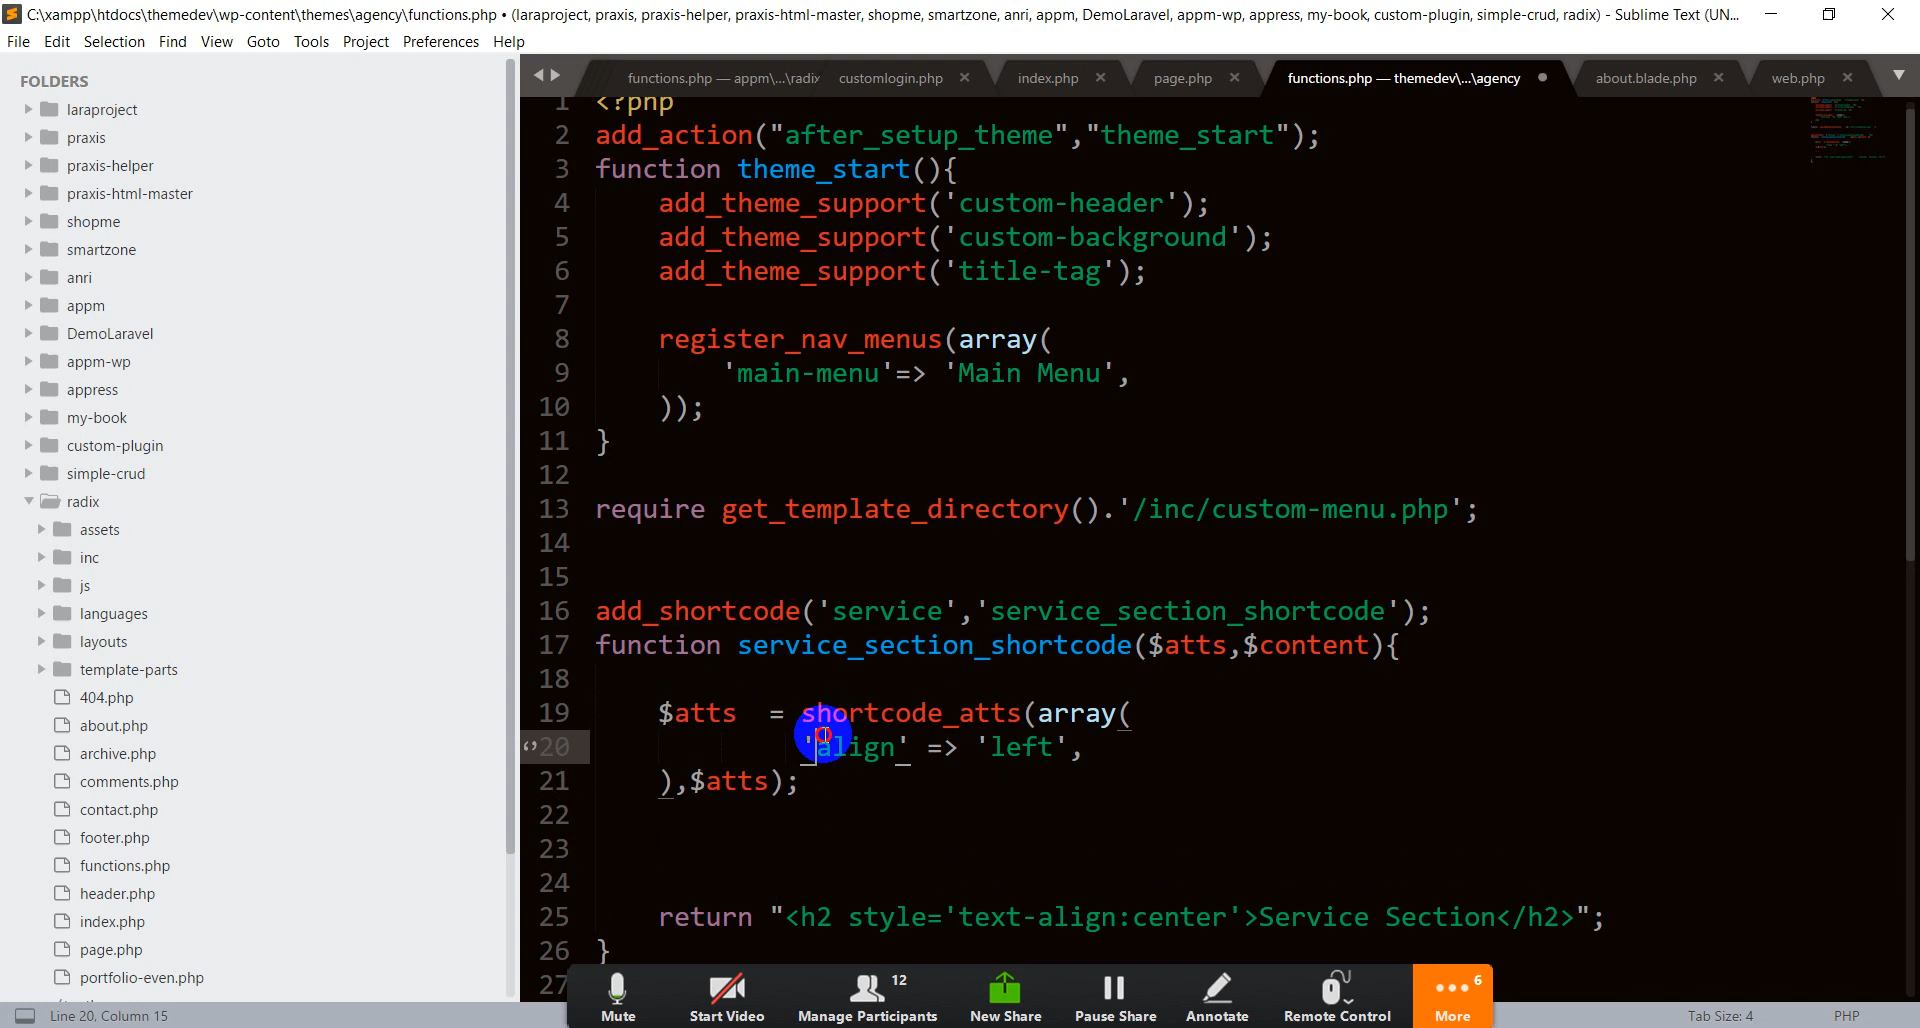 C:\xampp\htdocs\themedev\wp-content\themes\agency\functions.php • (laraproject, praxis, praxis-helper, praxis-html-master, shopme, smartzone, anri, appm, DemoLaravel, appm-wp, appress, my-book, custom-plugin, simple-crud, radix) - Sublime Text (UN...
File Edit Selection Find View Goto Tools Project Preferences Help
FOLDERS
laraproject
praxis
praxis-helper
praxis-html-master
shopme
smartzone
anri
appm
DemoLaravel
appm-wp
appress
my-book
custom-plugin
simple-crud
radix
assets
inc
js
languages
layouts
template-parts
404.php
about.php
archive.php
comments.php
contact.php
footer.php
functions.php
header.php
index.php
page.php
portfolio-even.php
functions.php — appm\...\radix customlogin.php index.php page.php functions.php — themedev\...\agency about.blade.php web.php
1 <?php
2 add_action("after_setup_theme","theme_start");
3 function theme_start(){
4 add_theme_support('custom-header');
5 add_theme_support('custom-background');
6 add_theme_support('title-tag');
7
8 register_nav_menus(array(
9 'main-menu'=> 'Main Menu',
10 ));
11 }
12
13 require get_template_directory().'/inc/custom-menu.php';
14
15
16 add_shortcode('service','service_section_shortcode');
17 function service_section_shortcode($atts,$content){
18
19 $atts = shortcode_atts(array(
20 'align' => 'left',
21 ),$atts);
22
23
24
25 return "<h2 style='text-align:center'>Service Section</h2>";
26 }
27
Mute Start Video 12 Manage Participants New Share Pause Share Annotate Remote Control 6 More
Line 20, Column 15 Tab Size: 4 PHP